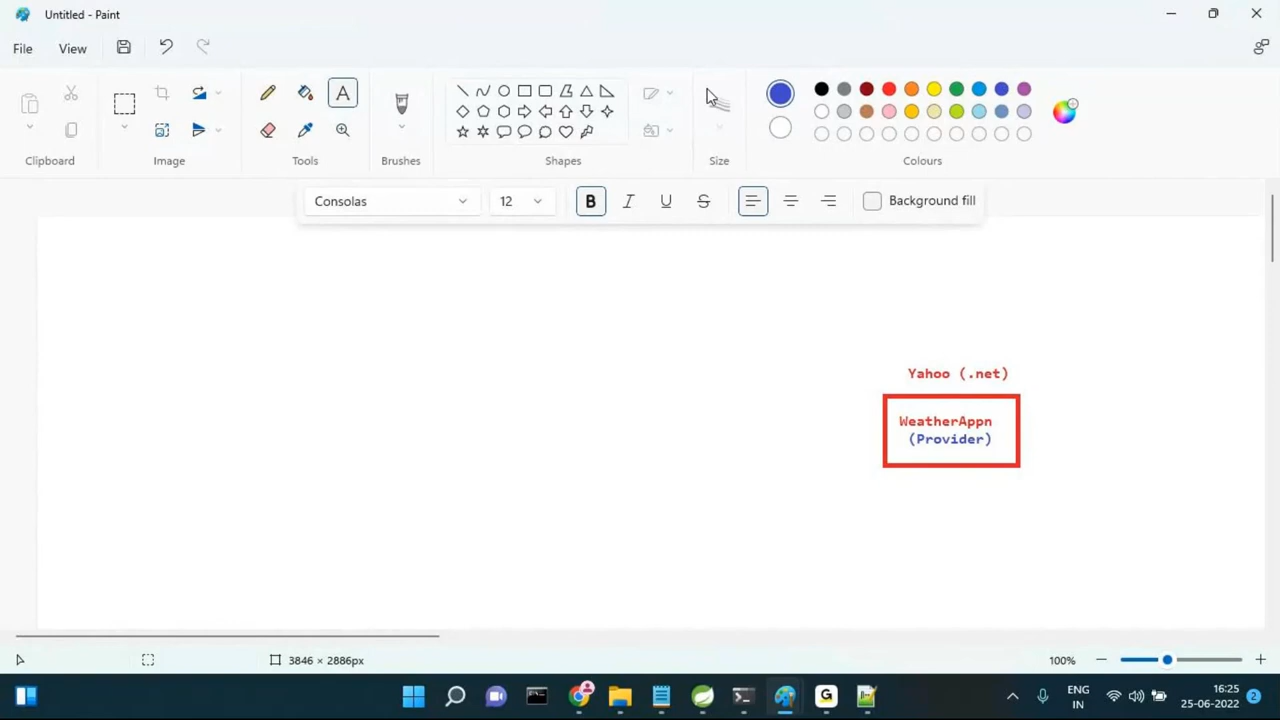 Untitled - Paint
File
View
Clipboard
Image
Tools
Brushes
Shapes
Size
Colours
Consolas
12
B
I
U
S
Background fill
Yahoo (.net)
WeatherAppn
(Provider)
3846 × 2886px
100%
ENG
IN
16:25
25-06-2022
2